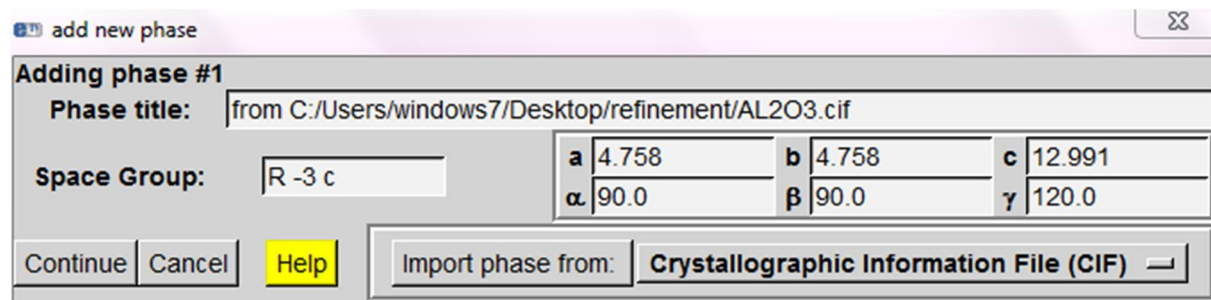 add new phase
Adding phase #1
Phase title: from C:/Users/windows7/Desktop/refinement/AL2O3.cif
Space Group: R -3 c
a 4.758 b 4.758 c 12.991
α 90.0 β 90.0 γ 120.0
Continue Cancel Help Import phase from: Crystallographic Information File (CIF)